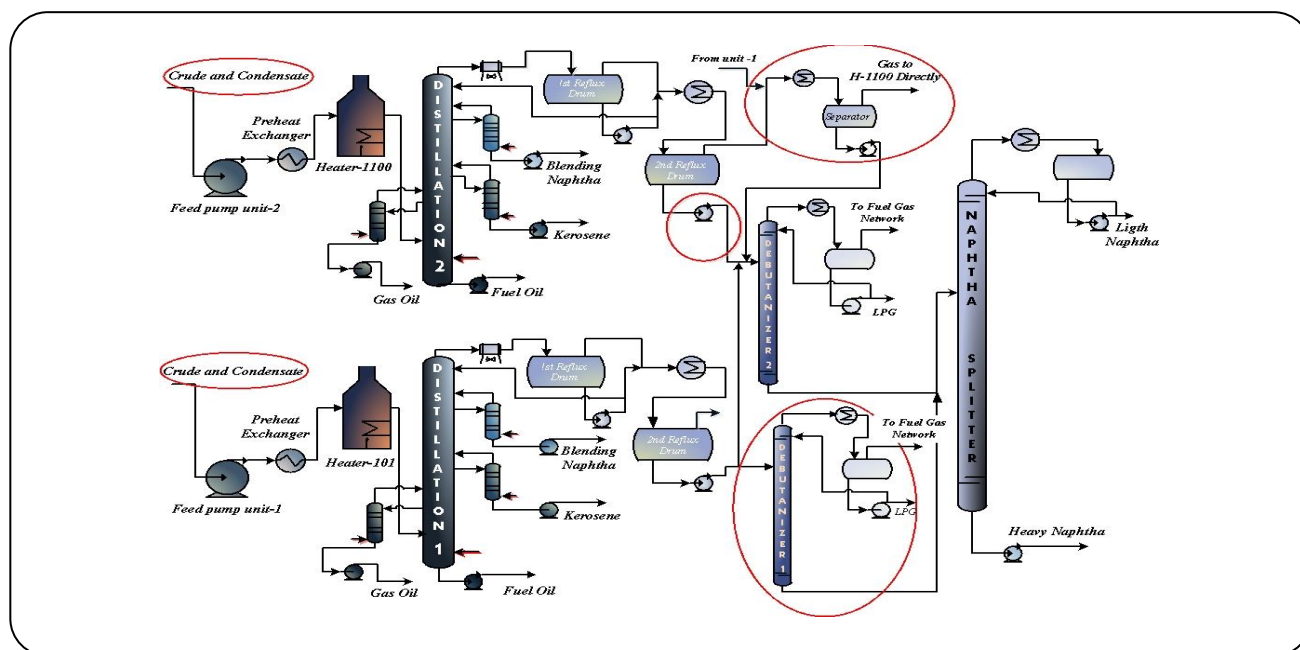 Crude and Condensate
Preheat
Exchanger
Heater-1100
Feed pump unit-2
DISTILLATION 2
1st Reflux
Drum
Blending
Naphtha
Kerosene
Gas Oil
Fuel Oil
2nd Reflux
Drum
From unit -1
Gas to
H-1100 Directly
Separator
DEBUTANIZER 2
To Fuel Gas
Network
LPG
NAPHTHA SPLITTER
Ligth
Naphtha
Heavy Naphtha
Crude and Condensate
Preheat
Exchanger
Heater-101
Feed pump unit-1
DISTILLATION 1
1st Reflux
Drum
Blending
Naphtha
Kerosene
Gas Oil
Fuel Oil
2nd Reflux
Drum
DEBUTANIZER 1
To Fuel Gas
Network
LPG